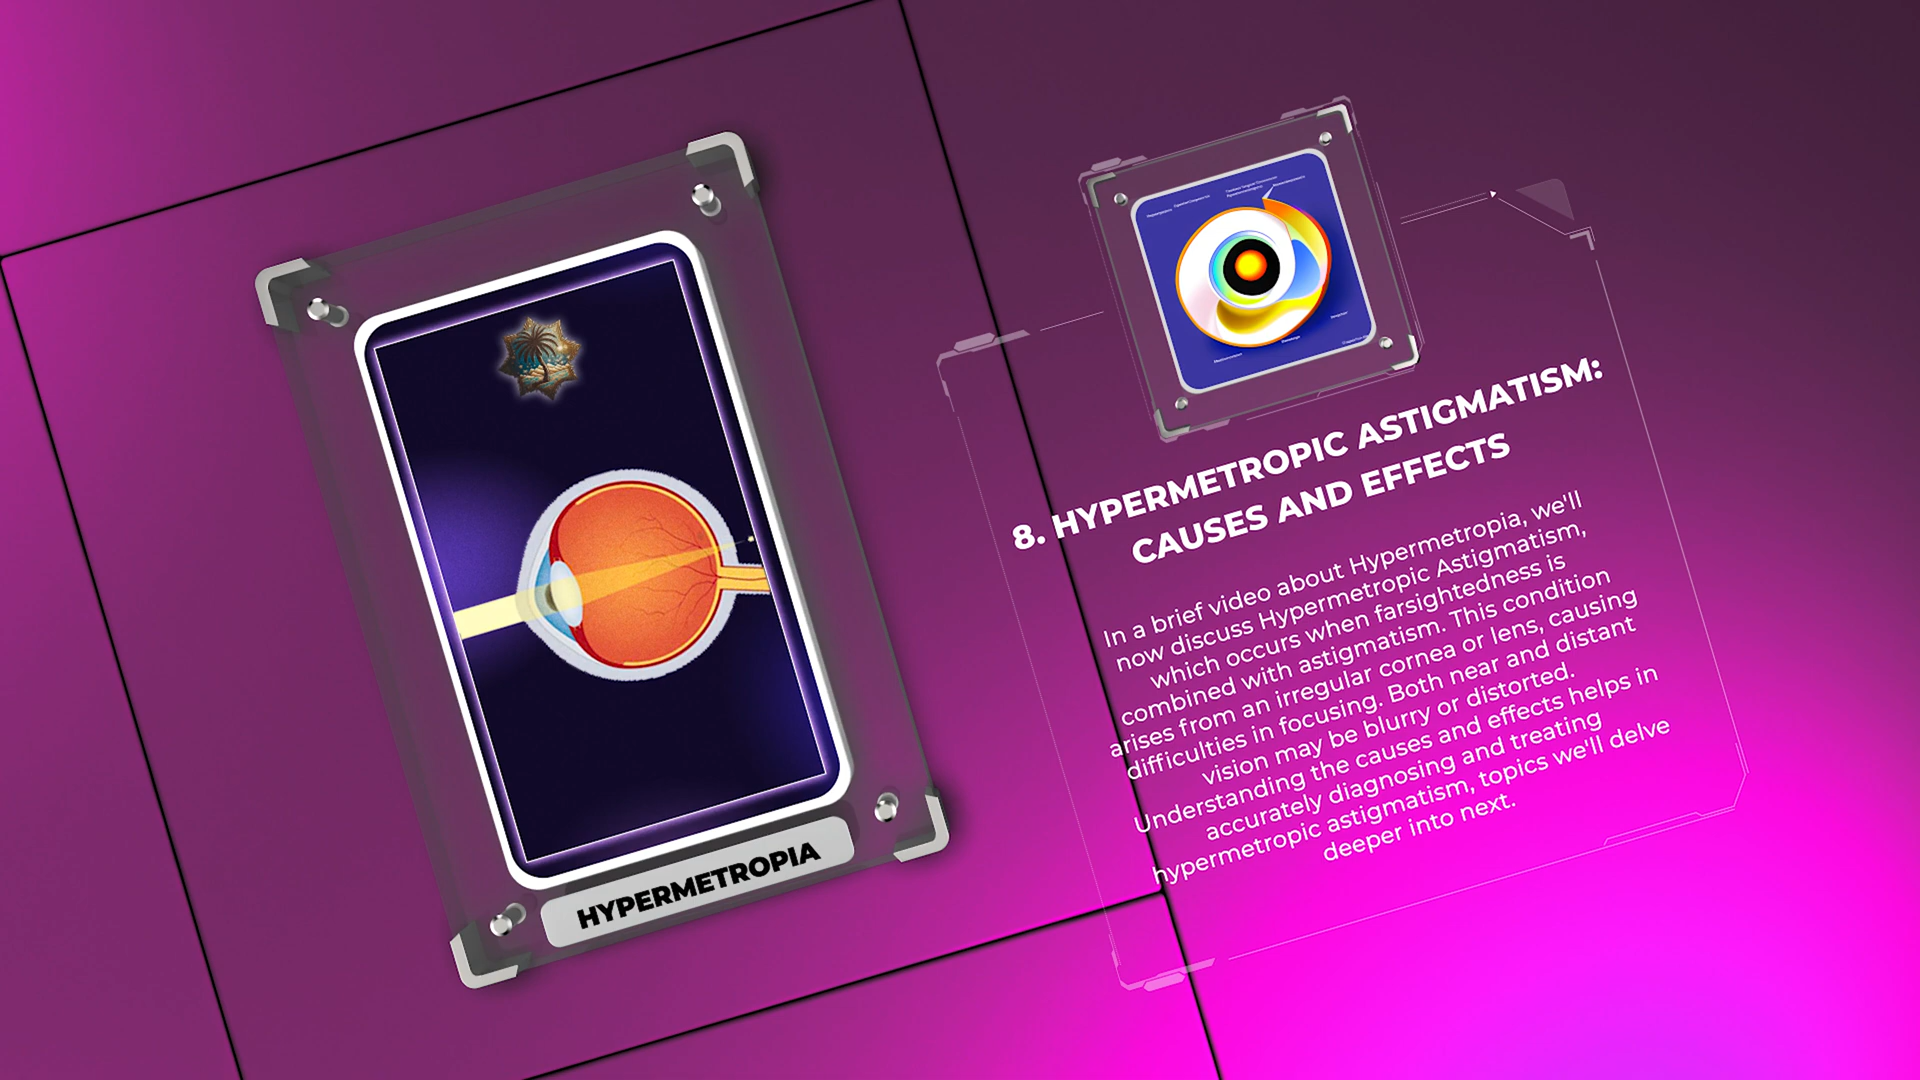 HYPERMETROPIA
8. HYPERMETROPIC ASTIGMATISM:
CAUSES AND EFFECTS
In a brief video about Hypermetropia, we'll
now discuss Hypermetropic Astigmatism,
which occurs when farsightedness is
combined with astigmatism. This condition
arises from an irregular cornea or lens, causing
difficulties in focusing. Both near and distant
vision may be blurry or distorted.
Understanding the causes and effects helps in
accurately diagnosing and treating
hypermetropic astigmatism, topics we'll delve
deeper into next.